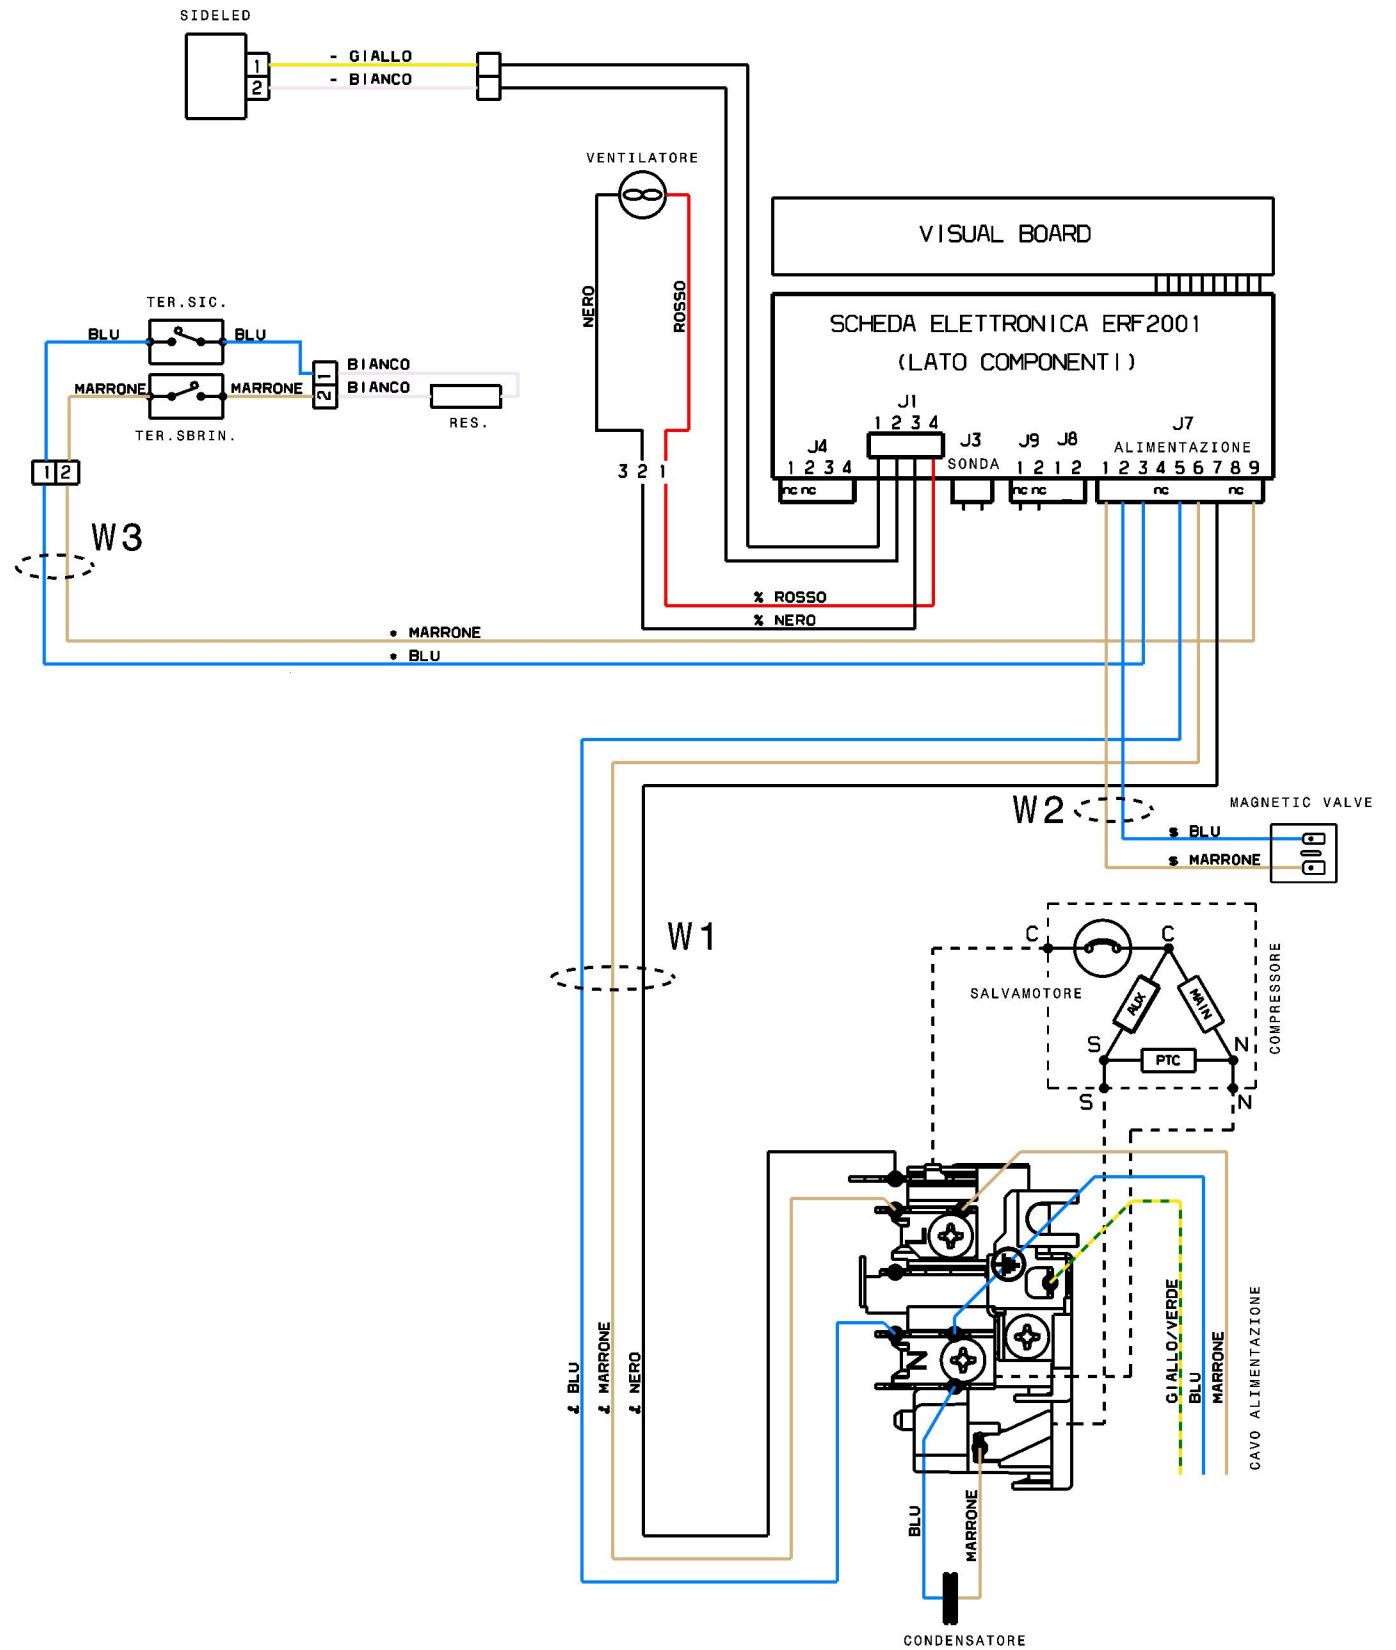 SIDELED
1
- GIALLO
2
- BIANCO
VENTILATORE
NERO
ROSSO
3 2 1
VISUAL BOARD
SCHEDA ELETTRONICA ERF2001
(LATO COMPONENTI)
J1
1 2 3 4
J4
1 2 3 4
nc nc
J3
SONDA
J9 J8
1 2 1 2
nc nc
J7
ALIMENTAZIONE
1 2 3 4 5 6 7 8 9
nc nc
TER.SIC.
BLU
BLU
MARRONE
MARRONE
TER.SBRIN.
1
2
BIANCO
BIANCO
RES.
1 2
W3
% ROSSO
% NERO
* MARRONE
* BLU
W2
MAGNETIC VALVE
$ BLU
$ MARRONE
W1
C
C
SALVAMOTORE
AUX
MAIN
S
N
PTC
S
N
COMPRESSORE
L
N
£ BLU
£ MARRONE
£ NERO
GIALLO/VERDE
BLU
MARRONE
CAVO ALIMENTAZIONE
BLU
MARRONE
CONDENSATORE